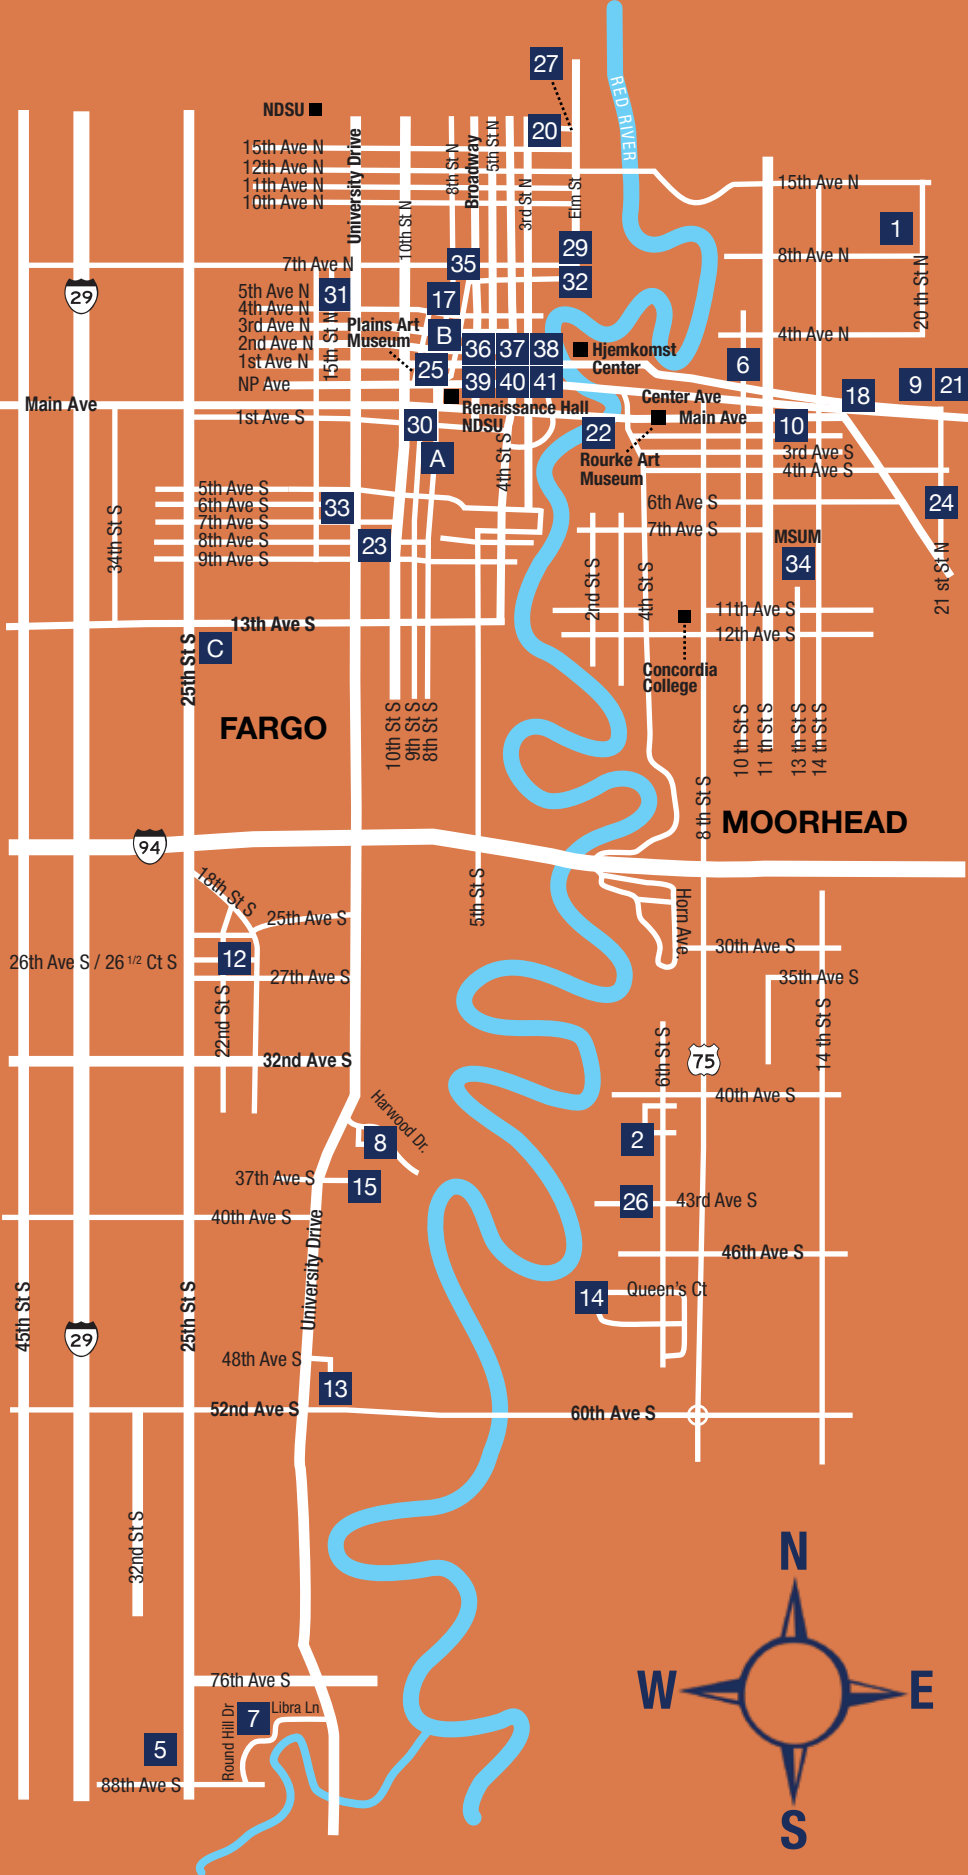 27
RED RIVER
NDSU
20
15th Ave N
12th Ave N
11th Ave N
10th Ave N
University Drive
10th St N
8th St N
Broadway
5th St N
3rd St N
Elm St
15th Ave N
1
8th Ave N
20 th St N
4th Ave N
29
7th Ave N
35
29
32
5th Ave N
4th Ave N
3rd Ave N
2nd Ave N
1st Ave N
NP Ave
31
15th St N
17
Plains Art
Museum
B
25
36
37
38
39
40
41
Hjemkomst
Center
6
18
9
21
Main Ave
1st Ave S
30
A
Renaissance Hall
NDSU
4th St S
22
Center Ave
Main Ave
Rourke Art
Museum
10
3rd Ave S
4th Ave S
24
21 st St N
5th Ave S
6th Ave S
7th Ave S
8th Ave S
9th Ave S
33
23
34th St S
6th Ave S
7th Ave S
MSUM
34
2nd St S
4th St S
11th Ave S
12th Ave S
Concordia
College
13th Ave S
25th St S
C
FARGO
10th St S
9th St S
8th St S
10 th St S
11 th St S
13 th St S
14 th St S
8 th St S
MOORHEAD
94
18th St S
25th Ave S
26th Ave S / 26 1/2 Ct S
12
27th Ave S
22nd St S
5th St S
Horn Ave.
30th Ave S
35th Ave S
14 th St S
32nd Ave S
6th St S
75
40th Ave S
Harwood Dr.
8
2
37th Ave S
15
26
43rd Ave S
40th Ave S
University Drive
46th Ave S
14
Queen's Ct
45th St S
29
25th St S
48th Ave S
13
52nd Ave S
60th Ave S
32nd St S
N
W
E
S
76th Ave S
Round Hill Dr
7
Libra Ln
5
88th Ave S